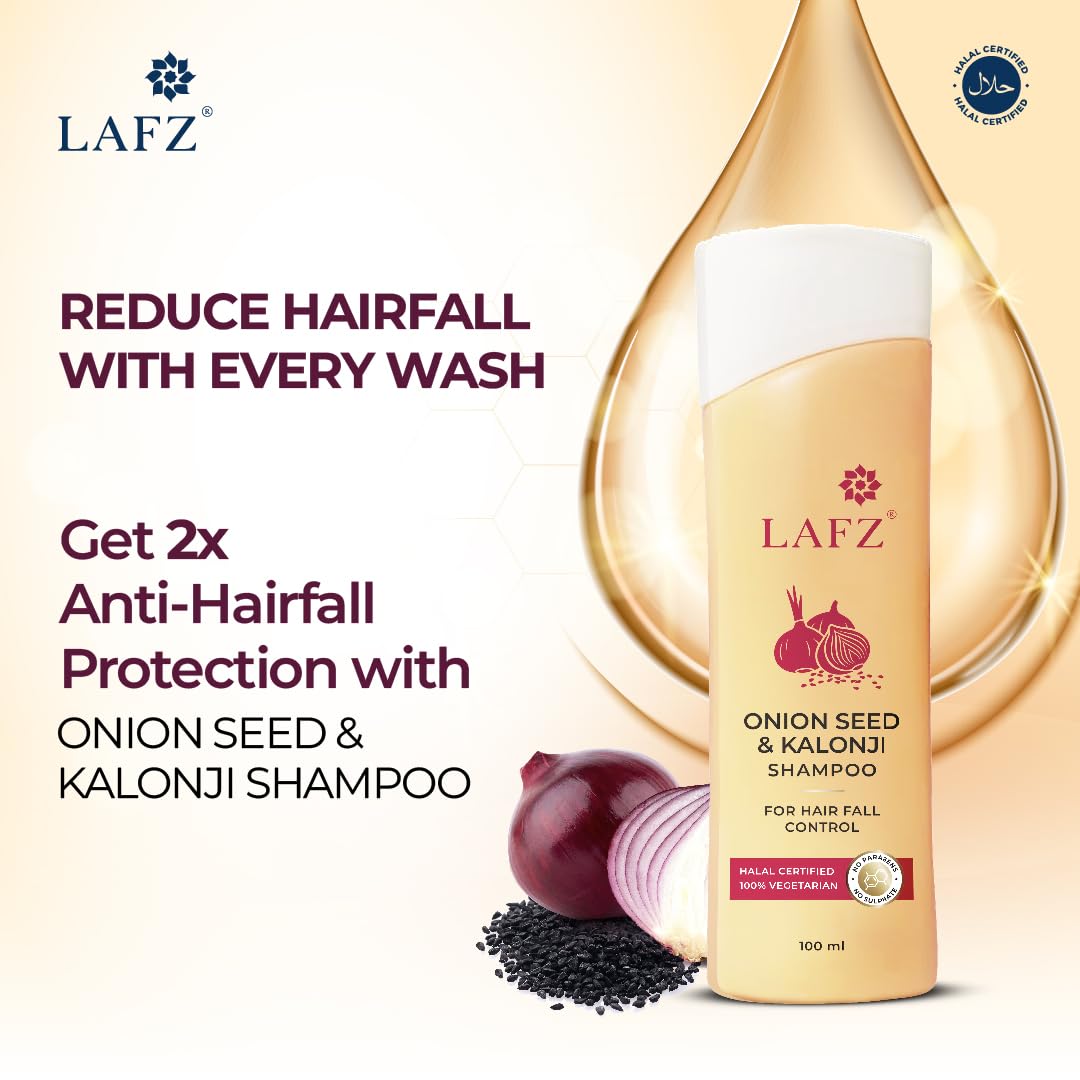 LAFZ®
HALAL CERTIFIED
حلال
HALAL CERTIFIED
REDUCE HAIRFALL
WITH EVERY WASH
Get 2x
Anti-Hairfall
Protection with
ONION SEED &
KALONJI SHAMPOO
LAFZ®
ONION SEED
& KALONJI
SHAMPOO
FOR HAIR FALL
CONTROL
HALAL CERTIFIED
100% VEGETARIAN
NO PARABENS
NO SULPHATE
100 ml